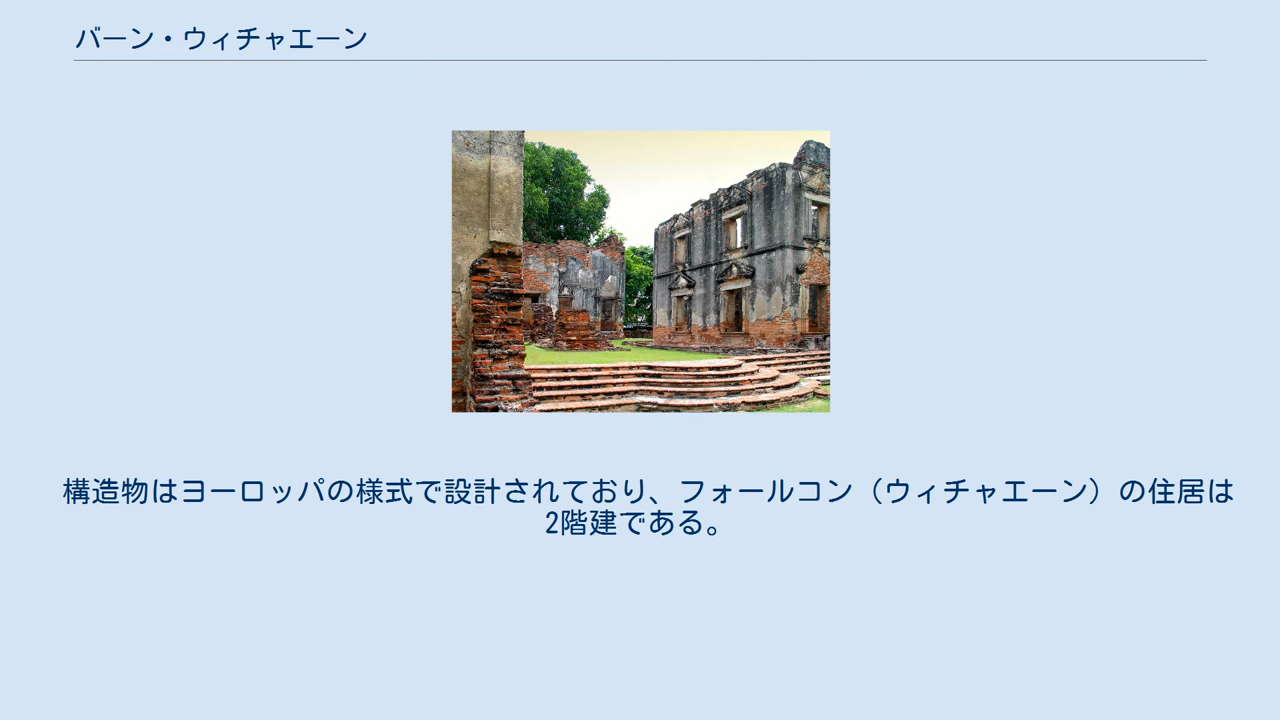 バーン・ウィチャエーン
構造物はヨーロッパの様式で設計されており、フォールコン（ウィチャエーン）の住居は
2階建である。